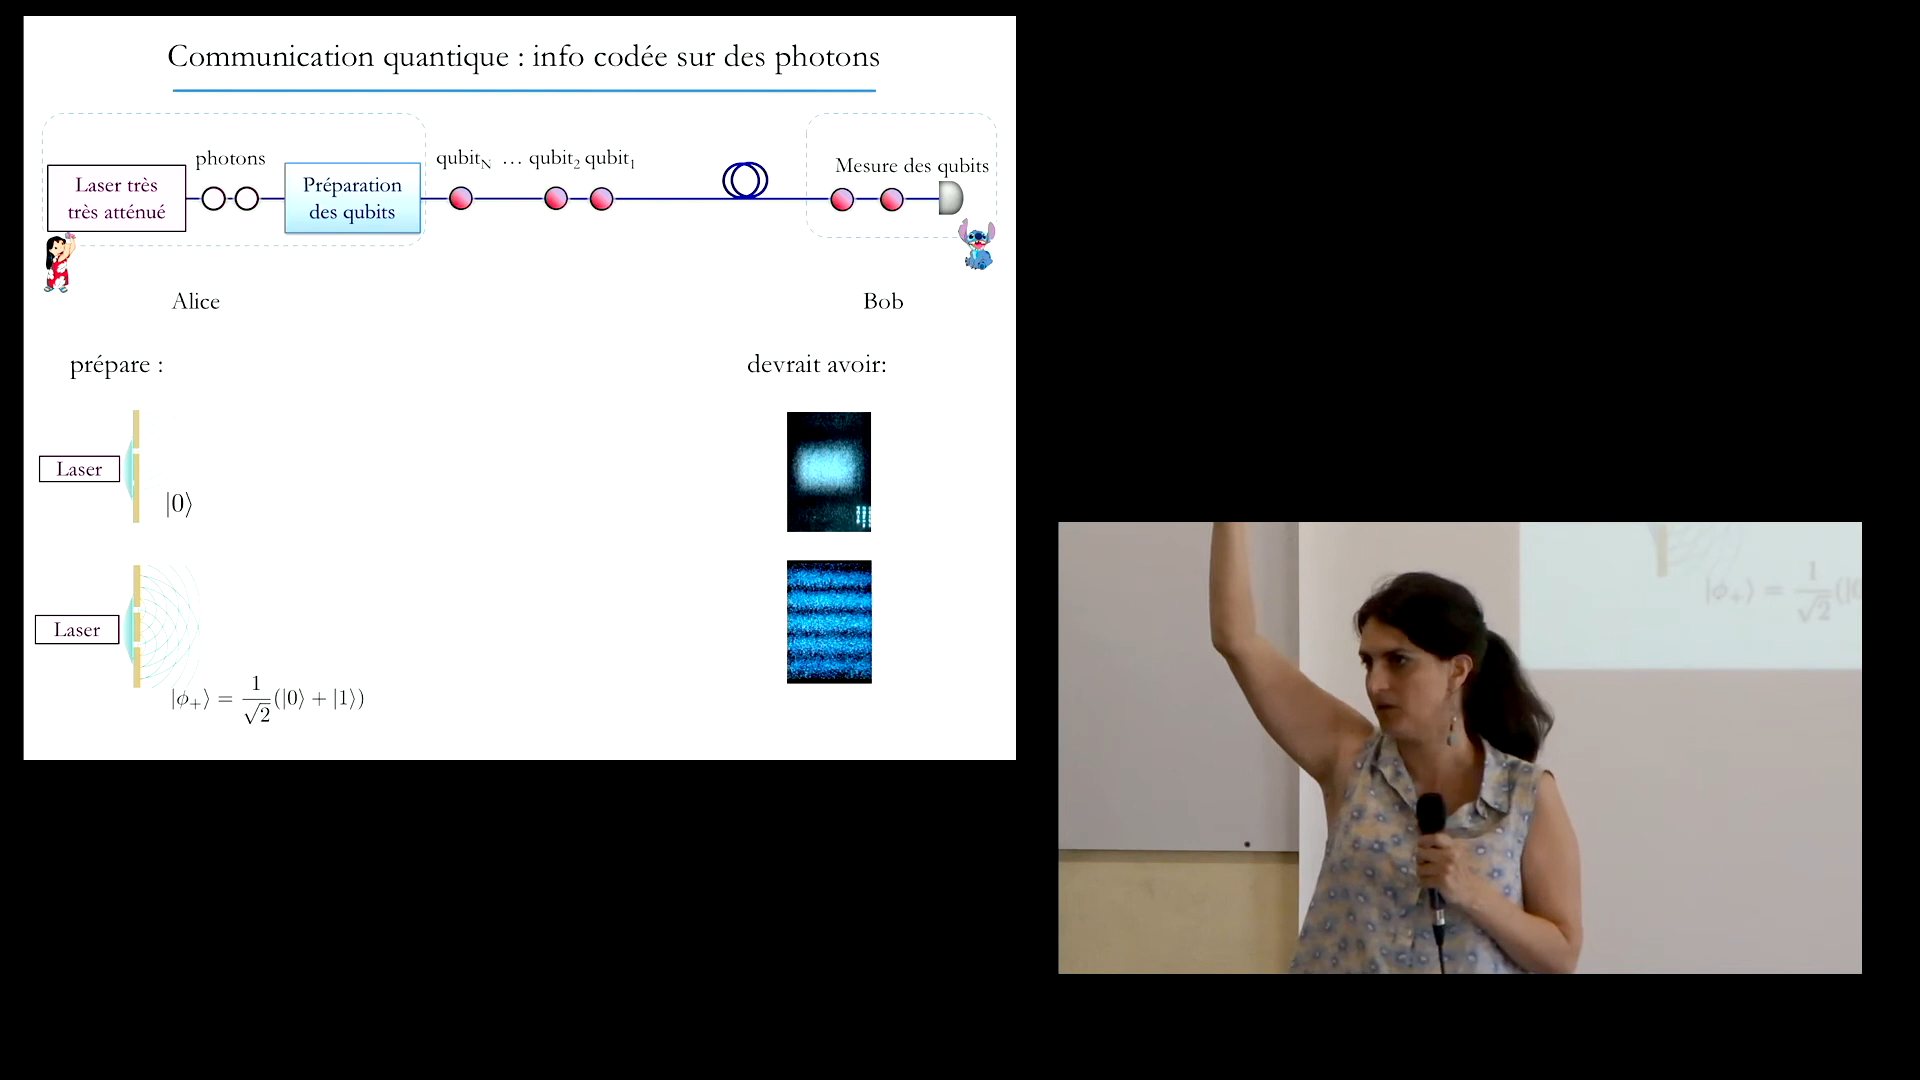 Communication quantique : info codée sur des photons
photons
qubit_N … qubit_2 qubit_1
Mesure des qubits
Laser très
très atténué
Préparation
des qubits
Alice
Bob
prépare :
devrait avoir:
Laser
|0⟩
Laser
|ϕ₊⟩ = 1/√2 (|0⟩ + |1⟩)
|ϕ₊⟩ = 1/√2 (|0